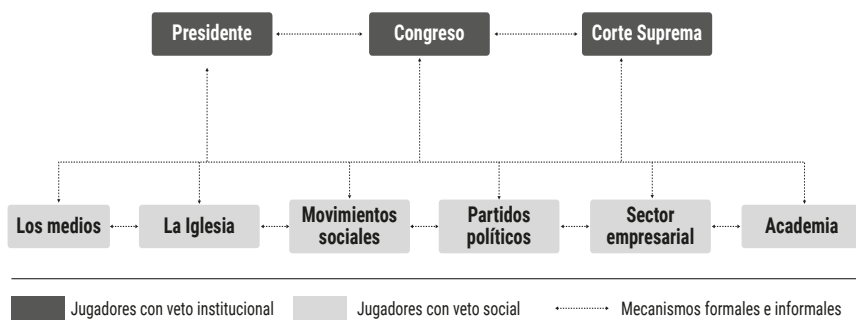 Presidente
Congreso
Corte Suprema
Los medios
La Iglesia
Movimientos
sociales
Partidos
políticos
Sector
empresarial
Academia
Jugadores con veto institucional
Jugadores con veto social
Mecanismos formales e informales